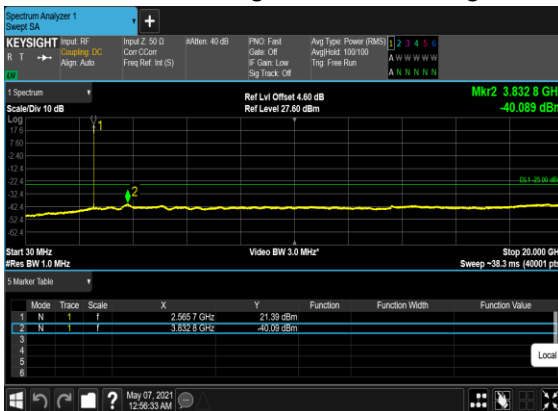 Spectrum Analyzer 1
Swept SA
+
KEYSIGHT Input: RF Input Z: 50 Ω #Atten: 40 dB PNO: Fast Avg Type: Power (RMS) 1 2 3 4 5 6
R T Coupling: DC Corr CCorr Gate: Off Avg|Hold: 100/100 A W W W W W
Align: Auto Freq Ref: Int (S) IF Gain: Low Trig: Free Run
LXI Sig Track: Off A N N N N N
1 Spectrum
Scale/Div 10 dB Ref Lvl Offset 4.60 dB Mkr2 3.832 8 GH
Ref Level 27.60 dBm -40.089 dBm
Log
17.6
7.60
-2.40
-12.4
-22.4
-32.4
-42.4
-52.4
-62.4
1
2
DL1 -25.00 dB
Start 30 MHz Video BW 3.0 MHz* Stop 20.000 GH
#Res BW 1.0 MHz Sweep ~38.3 ms (40001 pts
5 Marker Table
Mode Trace Scale X Y Function Function Width Function Value
1 N 1 f 2.565 7 GHz 21.39 dBm
2 N 1 f 3.832 8 GHz -40.09 dBm
3
4
5
6
Local
? May 07, 2021
12:56:33 AM